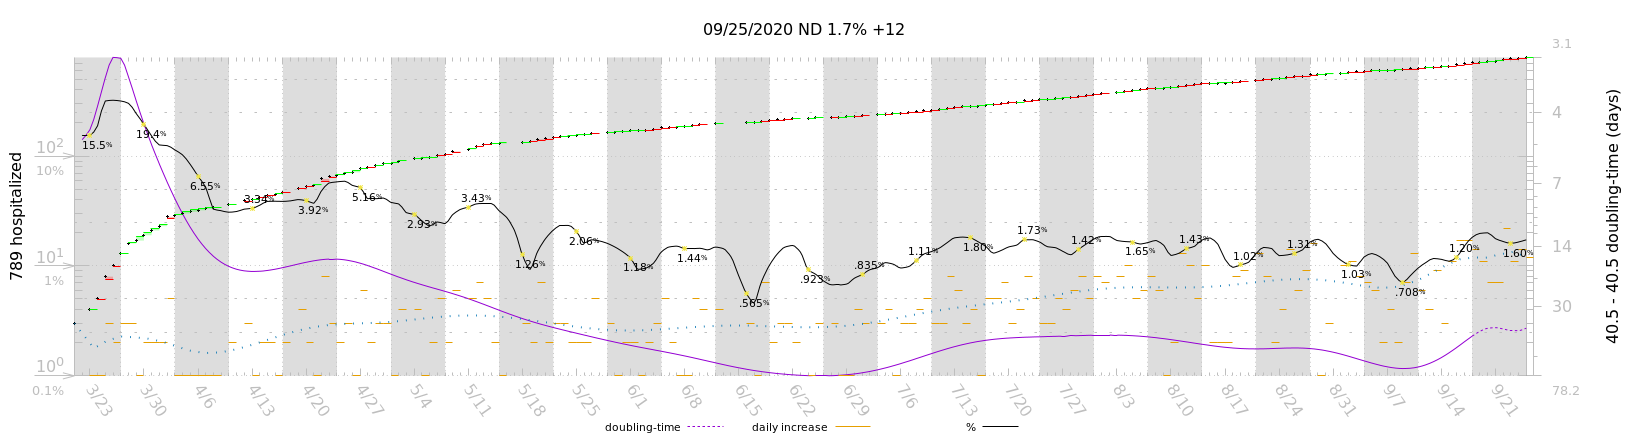 09/25/2020 ND 1.7% +12
789 hospitalized
10² 10% 10¹ 1% 10⁰ 0.1%
15.5% 19.4% 6.55% 3.34% 3.92% 5.16% 2.93% 3.43% 1.26% 2.06% 1.18% 1.44% .565% .923% .835% 1.11% 1.80% 1.73% 1.42% 1.65% 1.43% 1.02% 1.31% 1.03% .708% 1.20% 1.60%
3.1
4
7
14
30
78.2
40.5 - 40.5 doubling-time (days)
3/23 3/30 4/6 4/13 4/20 4/27 5/4 5/11 5/18 5/25 6/1 6/8 6/15 6/22 6/29 7/6 7/13 7/20 7/27 8/3 8/10 8/17 8/24 8/31 9/7 9/14 9/21
doubling-time daily increase %